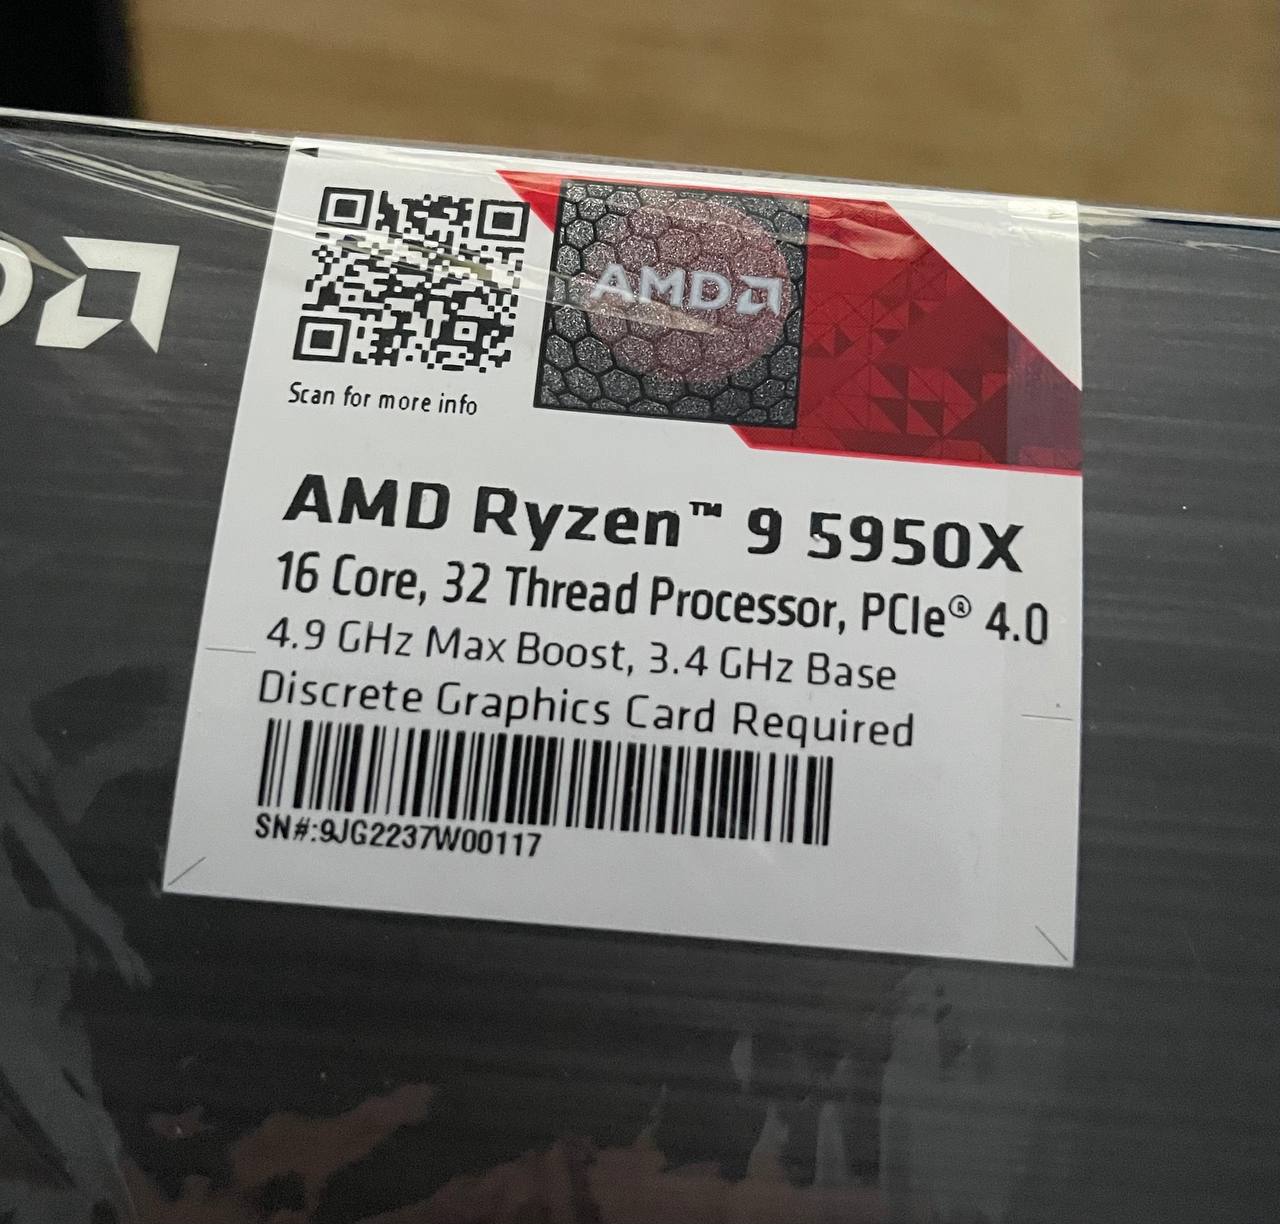 Scan for more info
AMD
AMD Ryzen™ 9 5950X
16 Core, 32 Thread Processor, PCIe® 4.0
4.9 GHz Max Boost, 3.4 GHz Base
Discrete Graphics Card Required
SN#:9JG2237W00117